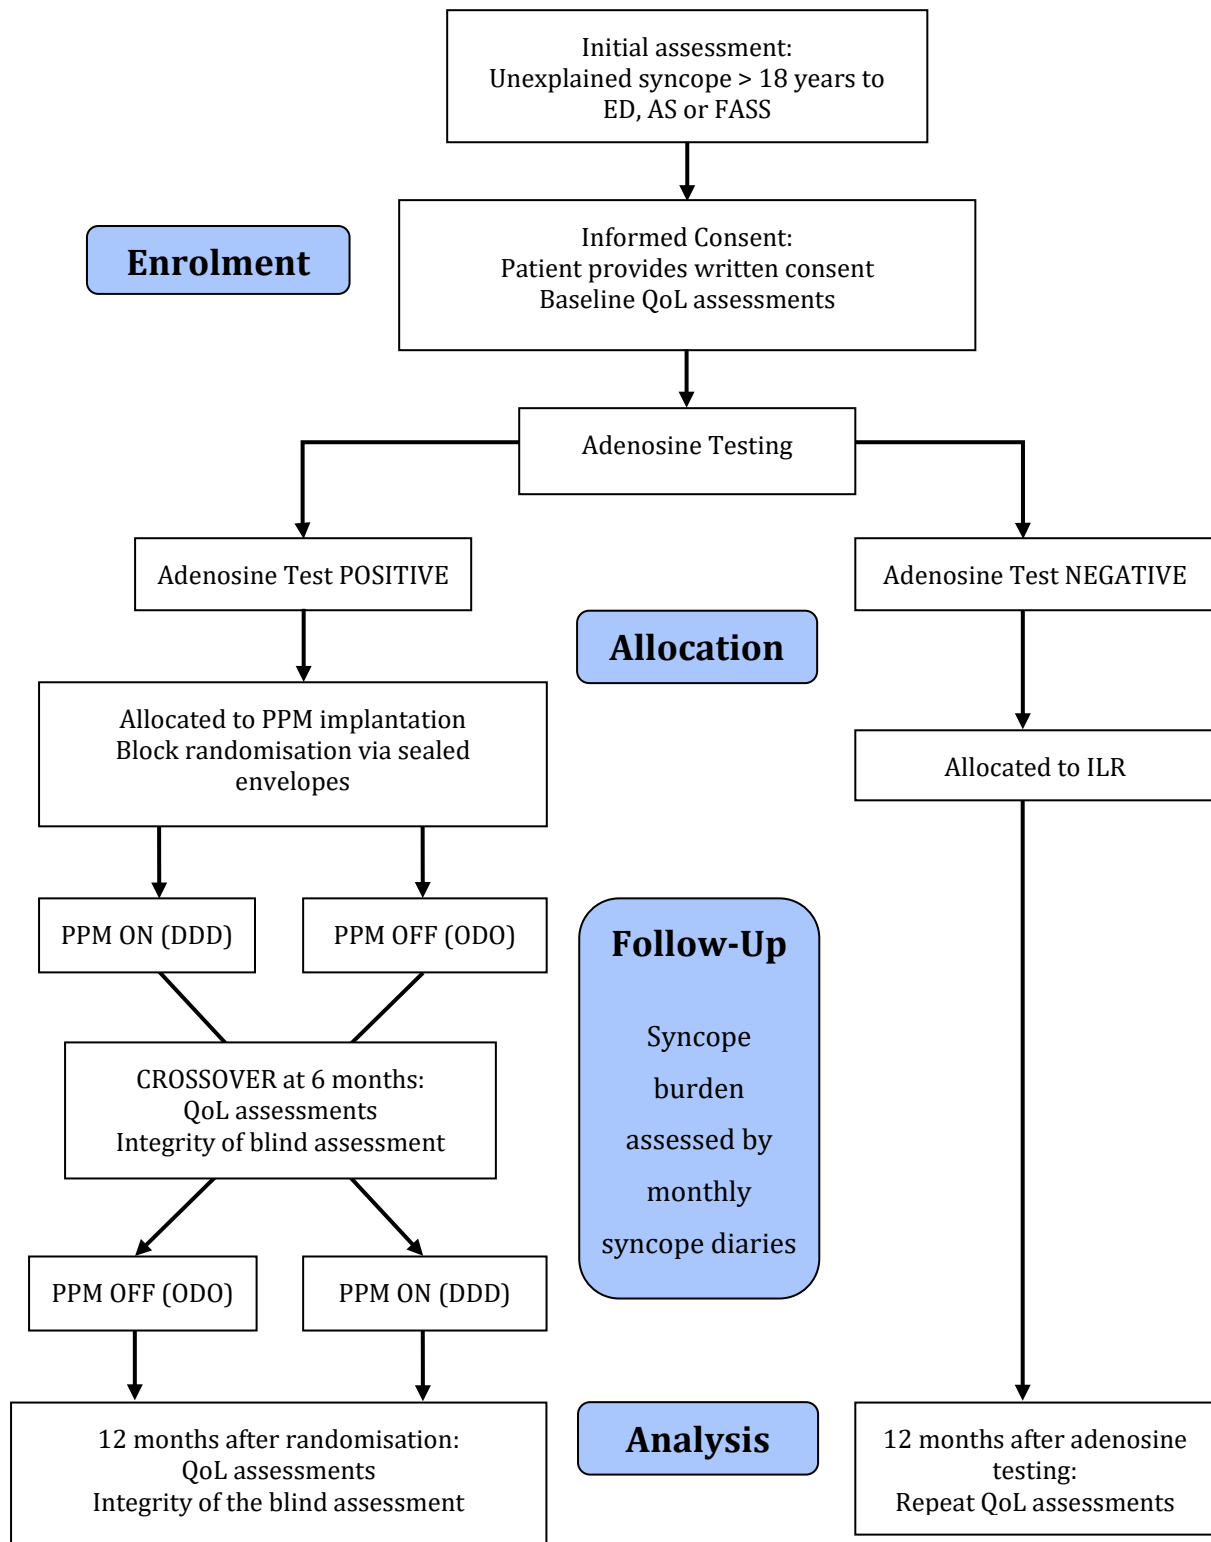 Initial assessment:
Unexplained syncope > 18 years to
ED, AS or FASS
Enrolment
Informed Consent:
Patient provides written consent
Baseline QoL assessments
Adenosine Testing
Adenosine Test POSITIVE
Adenosine Test NEGATIVE
Allocation
Allocated to PPM implantation
Block randomisation via sealed
envelopes
Allocated to ILR
PPM ON (DDD)
PPM OFF (ODO)
Follow-Up
Syncope
burden
assessed by
monthly
syncope diaries
CROSSOVER at 6 months:
QoL assessments
Integrity of blind assessment
PPM OFF (ODO)
PPM ON (DDD)
12 months after randomisation:
QoL assessments
Integrity of the blind assessment
Analysis
12 months after adenosine
testing:
Repeat QoL assessments